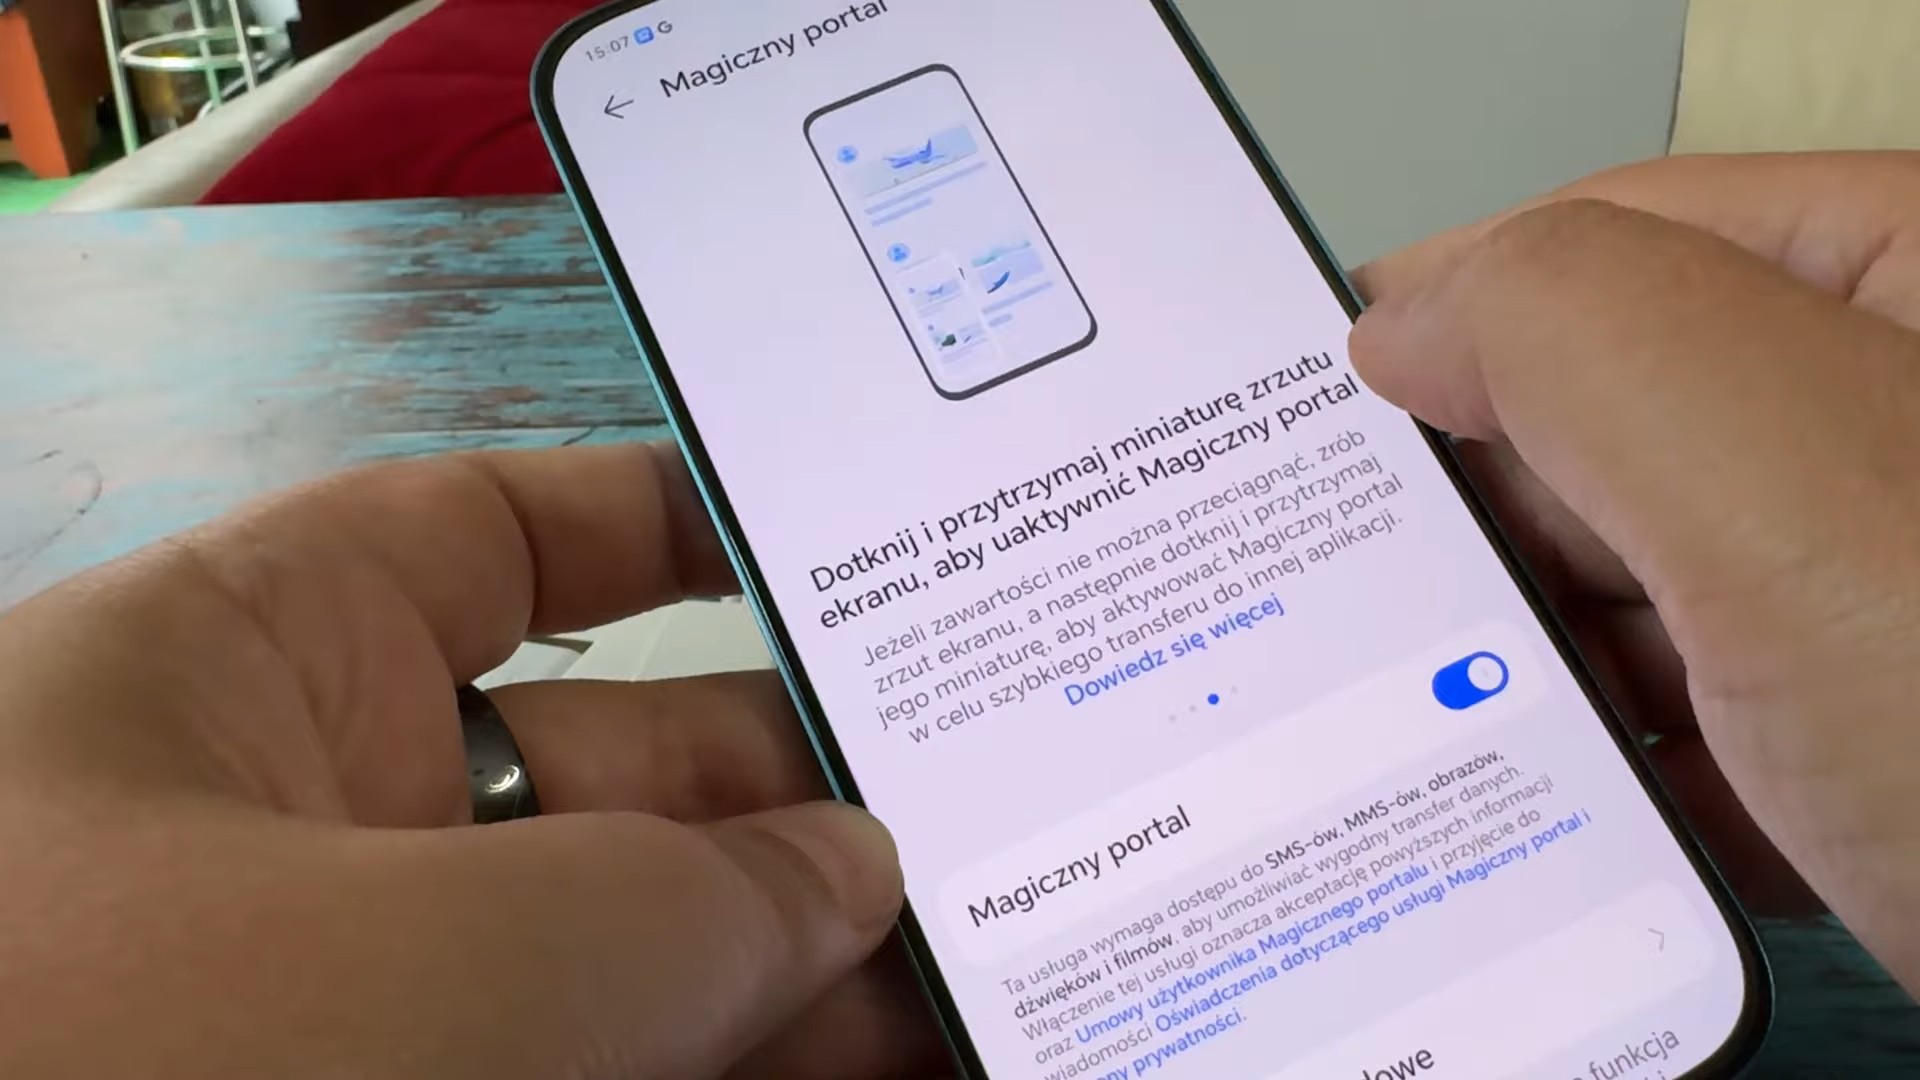 15:07
Magiczny portal
Dotknij i przytrzymaj miniaturę zrzutu
ekranu, aby uaktywnić Magiczny portal
Jeżeli zawartości nie można przeciągnąć, zrób
zrzut ekranu, a następnie dotknij i przytrzymaj
jego miniaturę, aby aktywować Magiczny portal
w celu szybkiego transferu do innej aplikacji.
Dowiedz się więcej
Magiczny portal
Ta usługa wymaga dostępu do SMS-ów, MMS-ów, obrazów,
dźwięków i filmów, aby umożliwiać wygodny transfer danych.
Włączenie tej usługi oznacza akceptację powyższych informacji
oraz Umowy użytkownika Magicznego portalu i przyjęcie do
wiadomości Oświadczenia dotyczącego usługi Magiczny portal i
prywatności.
funkcja